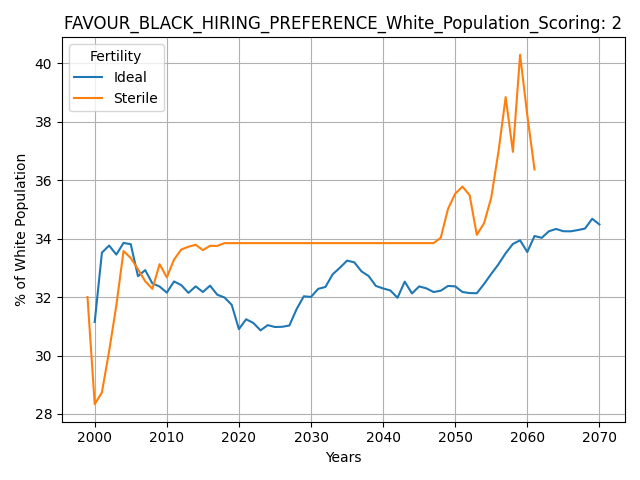 FAVOUR_BLACK_HIRING_PREFERENCE_White_Population_Scoring: 2
Fertility
Ideal
Sterile
% of White Population
40
38
36
34
32
30
28
2000 2010 2020 2030 2040 2050 2060 2070
Years